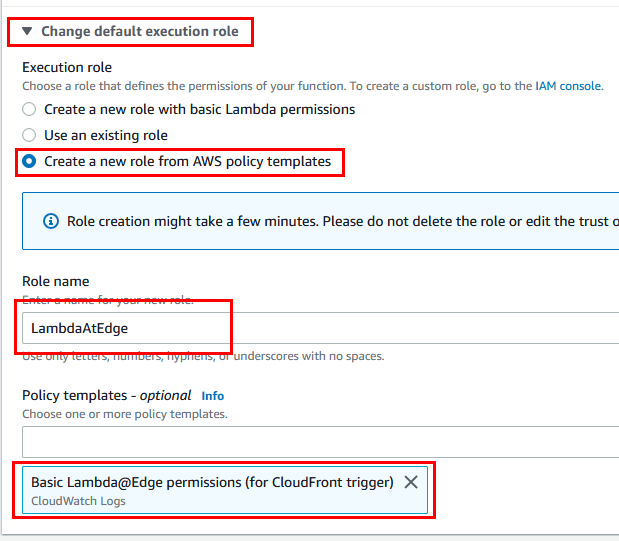 Change default execution role
Execution role
Choose a role that defines the permissions of your function. To create a custom role, go to the IAM console.
Create a new role with basic Lambda permissions
Use an existing role
Create a new role from AWS policy templates
Role creation might take a few minutes. Please do not delete the role or edit the trust o
Role name
Enter a name for your new role.
LambdaAtEdge
Use only letters, numbers, hyphens, or underscores with no spaces.
Policy templates - optional Info
Choose one or more policy templates.
Basic Lambda@Edge permissions (for CloudFront trigger)
CloudWatch Logs